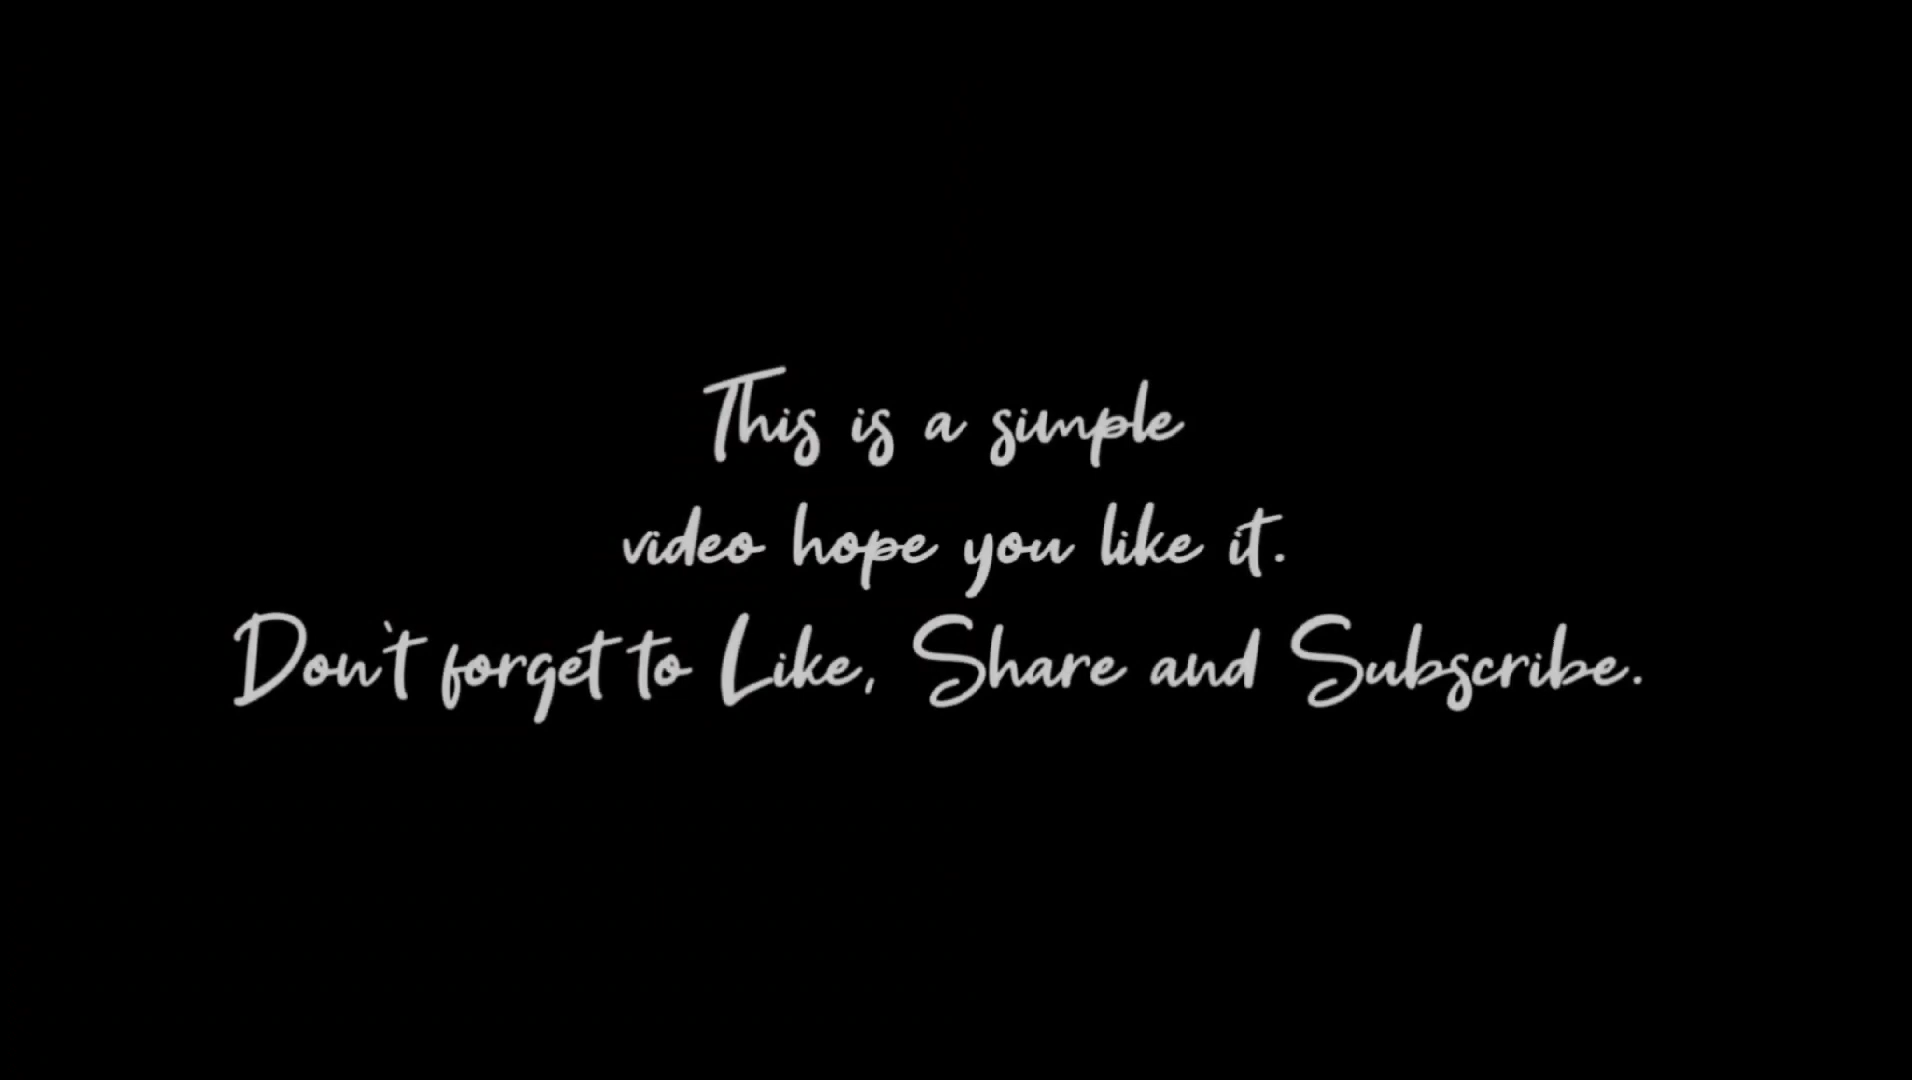 This is a simple
video hope you like it.
Don't forget to Like, Share and Subscribe.